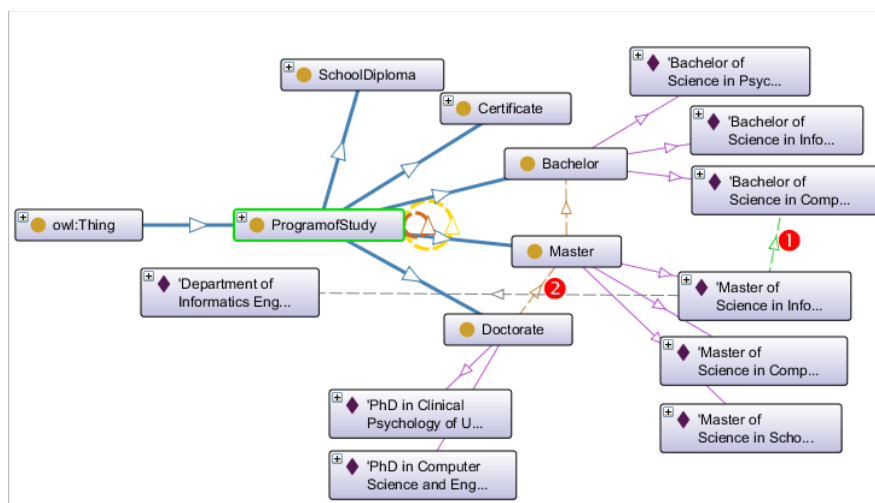 SchoolDiploma
'Bachelor of
Science in Psyc...
Certificate
'Bachelor of
Science in Info...
Bachelor
'Bachelor of
Science in Comp...
owl:Thing
ProgramofStudy
1
Master
'Department of
Informatics Eng...
2
'Master of
Science in Info...
Doctorate
'Master of
Science in Comp...
'PhD in Clinical
Psychology of U...
'Master of
Science in Scho...
'PhD in Computer
Science and Eng...